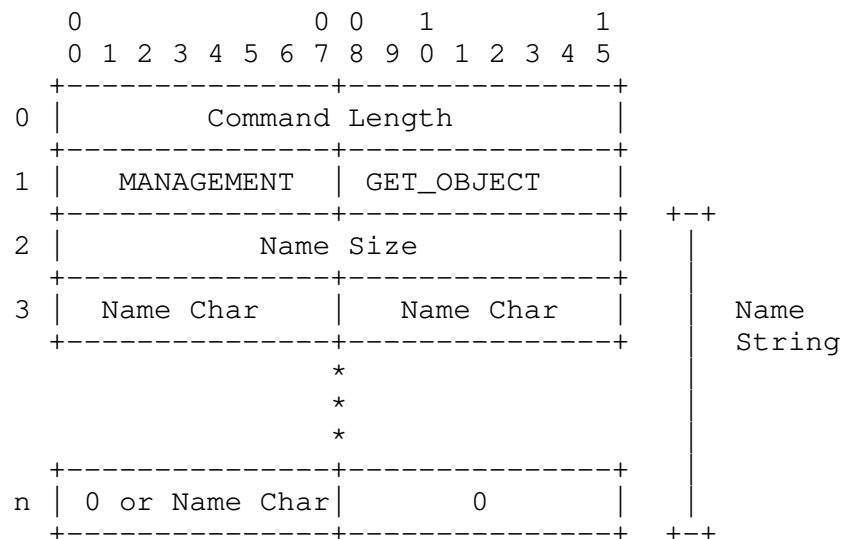 0             0 0   1         1
     0 1 2 3 4 5 6 7 8 9 0 1 2 3 4 5
    +---------------+---------------+
0   |        Command Length         |
    +---------------+---------------+
1   |   MANAGEMENT  | GET_OBJECT    |
    +---------------+---------------+   +-+
2   |           Name Size           |    |
    +---------------+---------------+    |
3   |  Name Char    |   Name Char   |    |  Name
    +---------------+---------------+    |  String
                    *                    |
                    *                    |
                    *                    |
    +---------------+---------------+    |
n   | 0 or Name Char|       0       |    |
    +---------------+---------------+   +-+